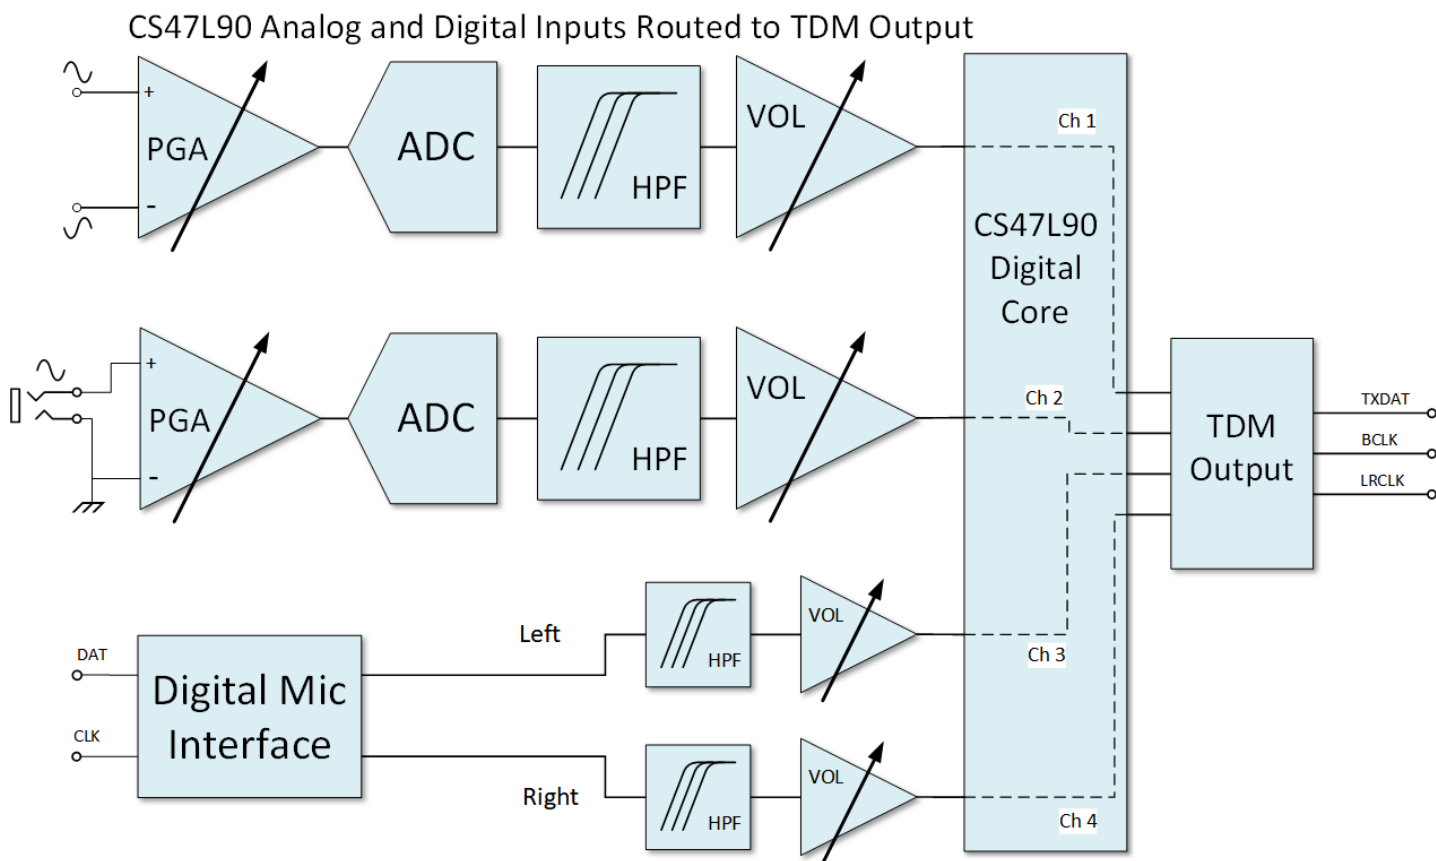 CS47L90 Analog and Digital Inputs Routed to TDM Output
+
PGA
-
ADC
HPF
VOL
Ch 1
CS47L90
Digital
Core
+
PGA
-
ADC
HPF
VOL
Ch 2
TDM
Output
TXDAT
BCLK
LRCLK
DAT
CLK
Digital Mic
Interface
Left
HPF
VOL
Ch 3
Right
HPF
VOL
Ch 4